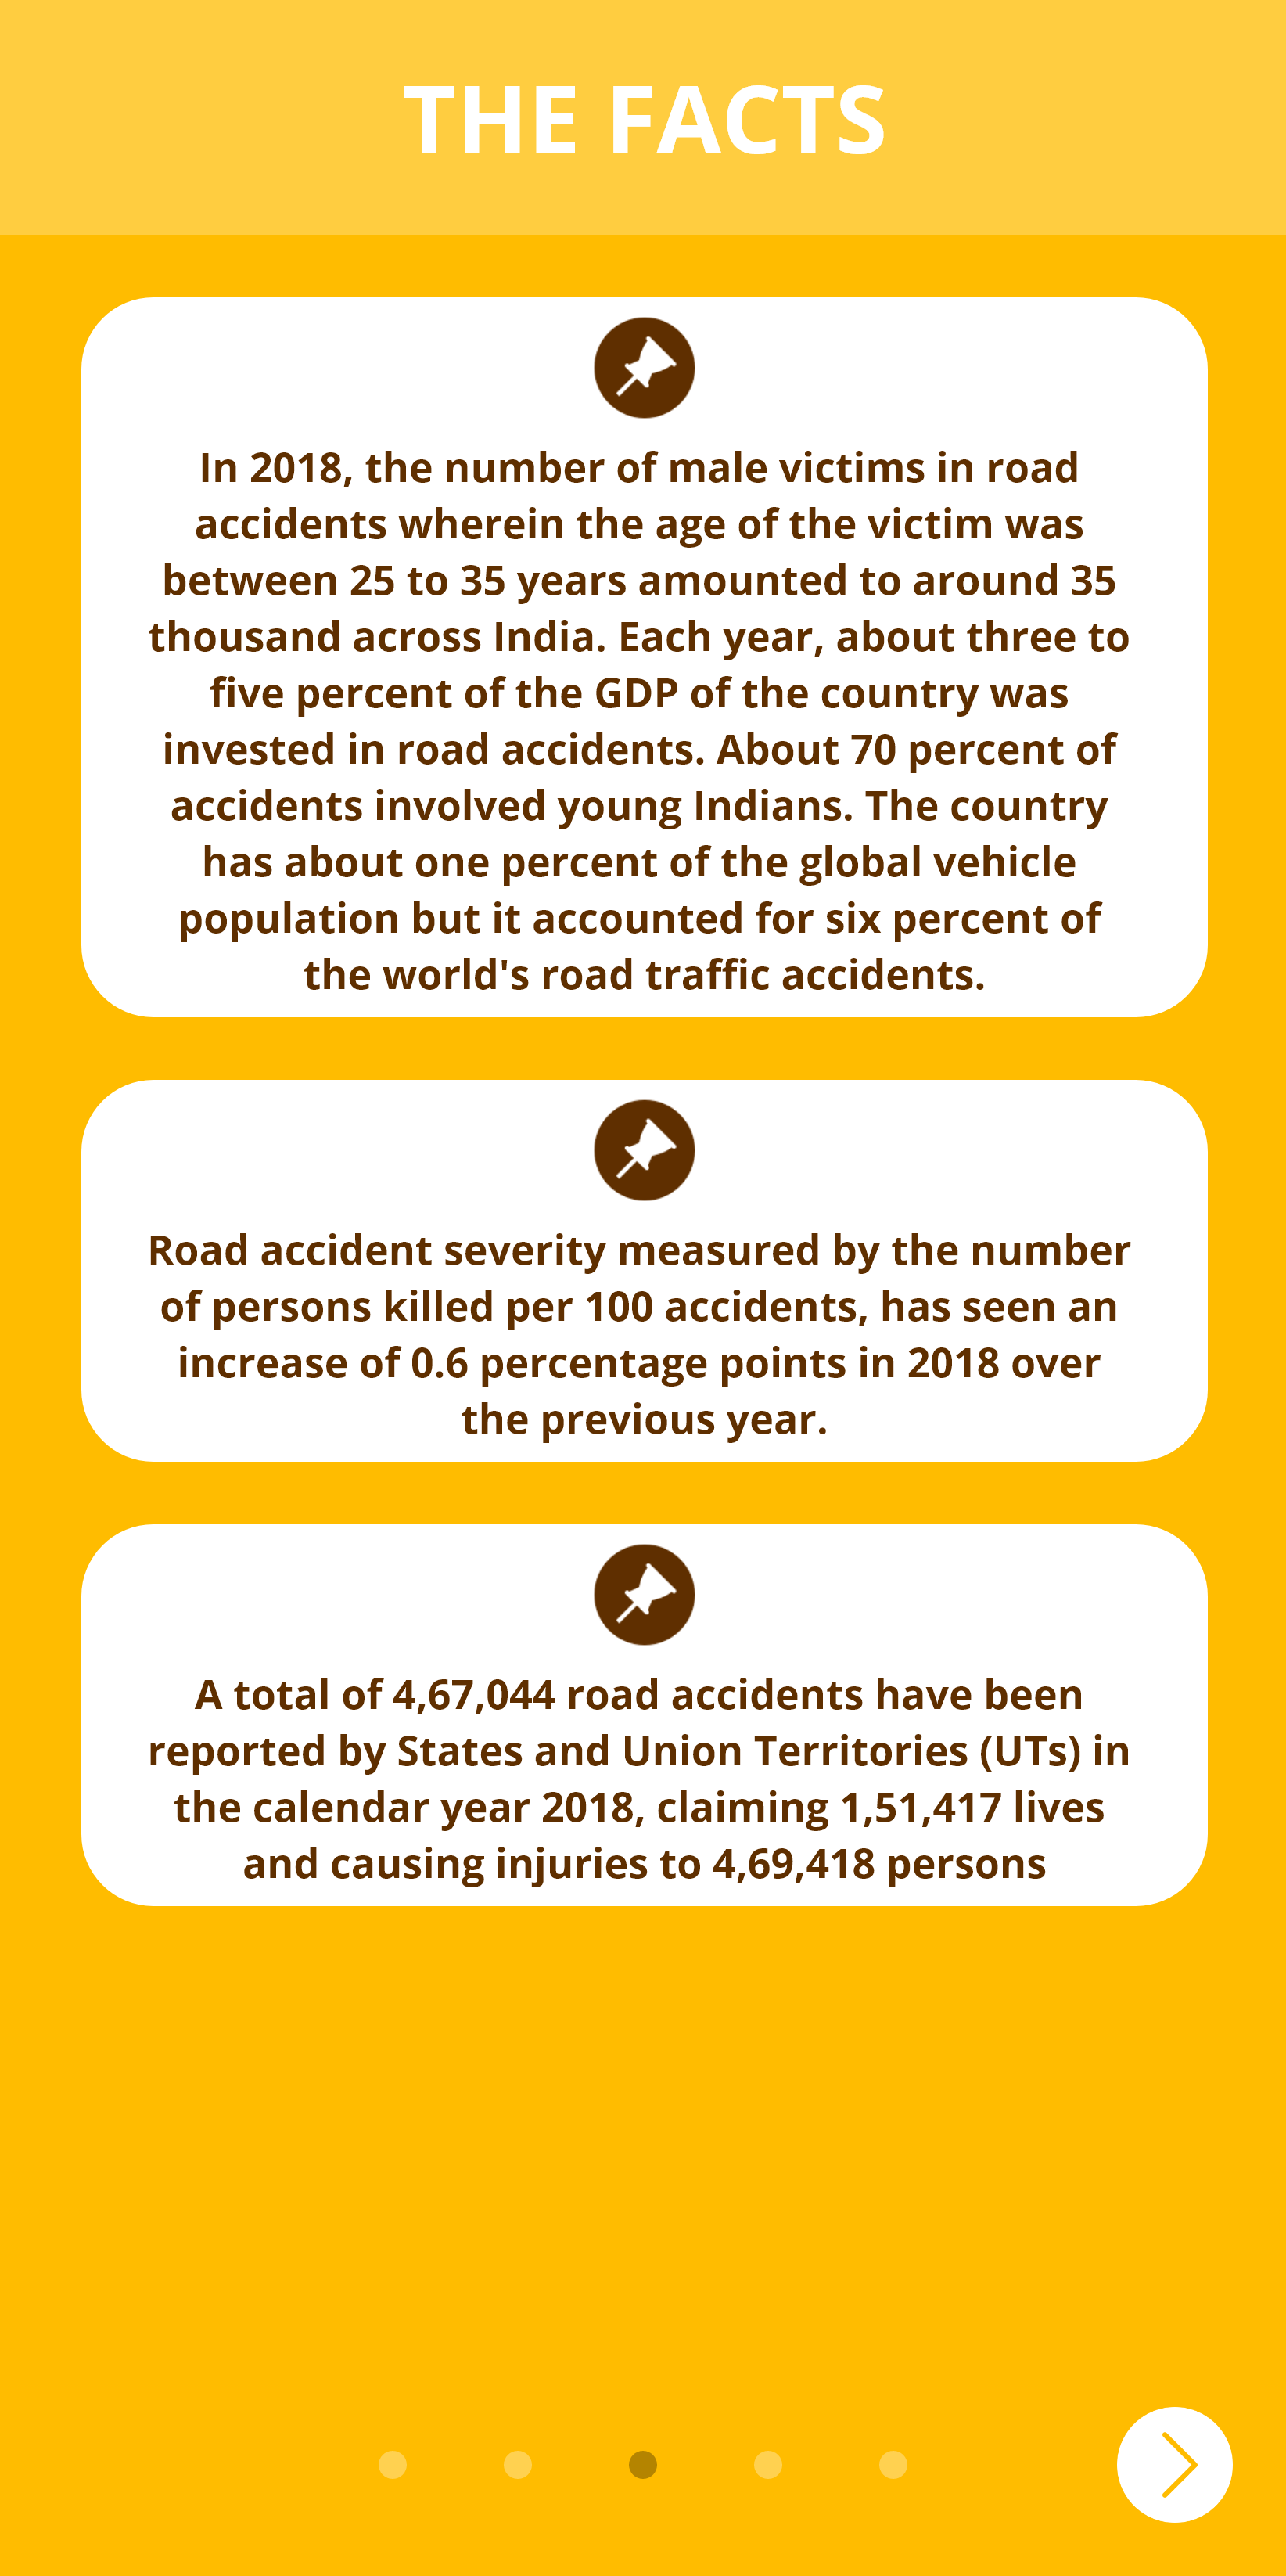 THE FACTS
In 2018, the number of male victims in road
accidents wherein the age of the victim was
between 25 to 35 years amounted to around 35
thousand across India. Each year, about three to
five percent of the GDP of the country was
invested in road accidents. About 70 percent of
accidents involved young Indians. The country
has about one percent of the global vehicle
population but it accounted for six percent of
the world's road traffic accidents.
Road accident severity measured by the number
of persons killed per 100 accidents, has seen an
increase of 0.6 percentage points in 2018 over
the previous year.
A total of 4,67,044 road accidents have been
reported by States and Union Territories (UTs) in
the calendar year 2018, claiming 1,51,417 lives
and causing injuries to 4,69,418 persons